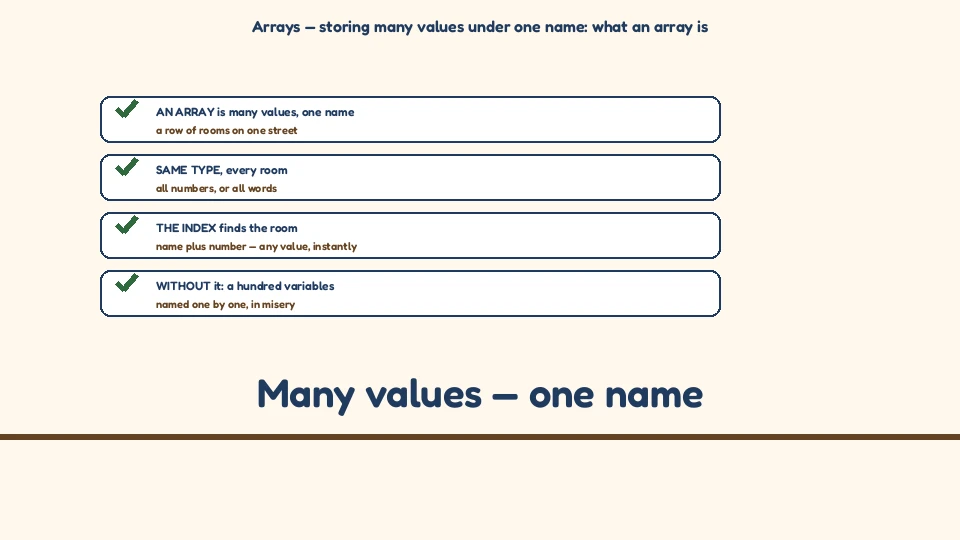 Arrays — storing many values under one name: what an array is
AN ARRAY is many values, one name
a row of rooms on one street
SAME TYPE, every room
all numbers, or all words
THE INDEX finds the room
name plus number — any value, instantly
WITHOUT it: a hundred variables
named one by one, in misery
Many values — one name